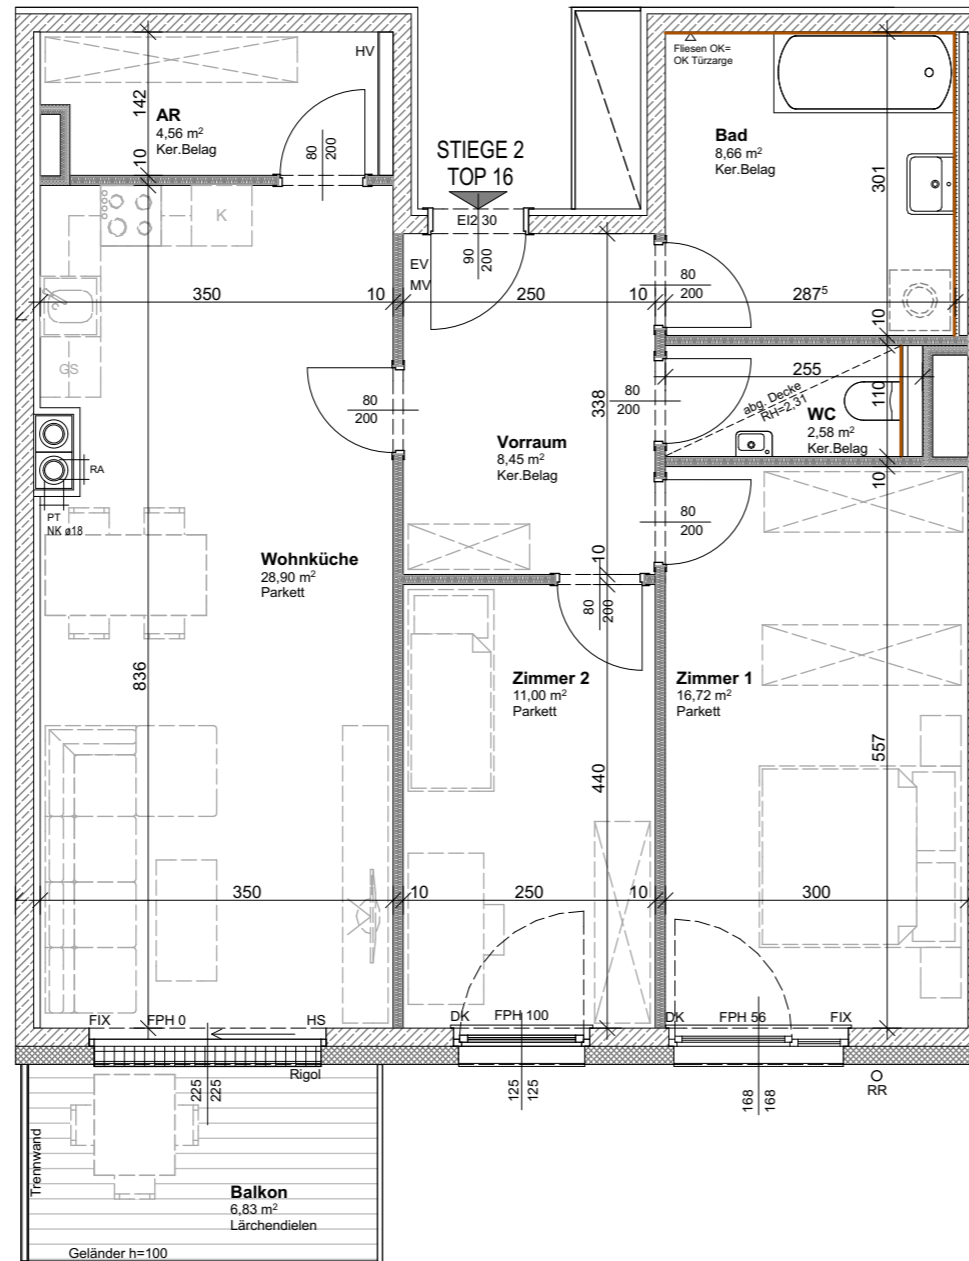 HV
Fliesen OK=
OK Türzarge
142
AR
4,56 m²
Ker.Belag
80
200
10
STIEGE 2
TOP 16
EI2 30
90
200
Bad
8,66 m²
Ker.Belag
301
K
EV
MV
80
200
350
10
250
10
287⁵
10
GS
80
200
338
80
200
255
abg. Decke
RH=2,31
110
WC
2,58 m²
Ker.Belag
Vorraum
8,45 m²
Ker.Belag
RA
PT
NK ø18
10
80
200
Wohnküche
28,90 m²
Parkett
10
80
200
836
Zimmer 2
11,00 m²
Parkett
Zimmer 1
16,72 m²
Parkett
557
440
350
10
250
10
300
FIX
FPH 0
HS
DK
FPH 100
DK
FPH 56
FIX
Rigol
225
225
125
125
168
168
RR
Trennwand
Balkon
6,83 m²
Lärchendielen
Geländer h=100